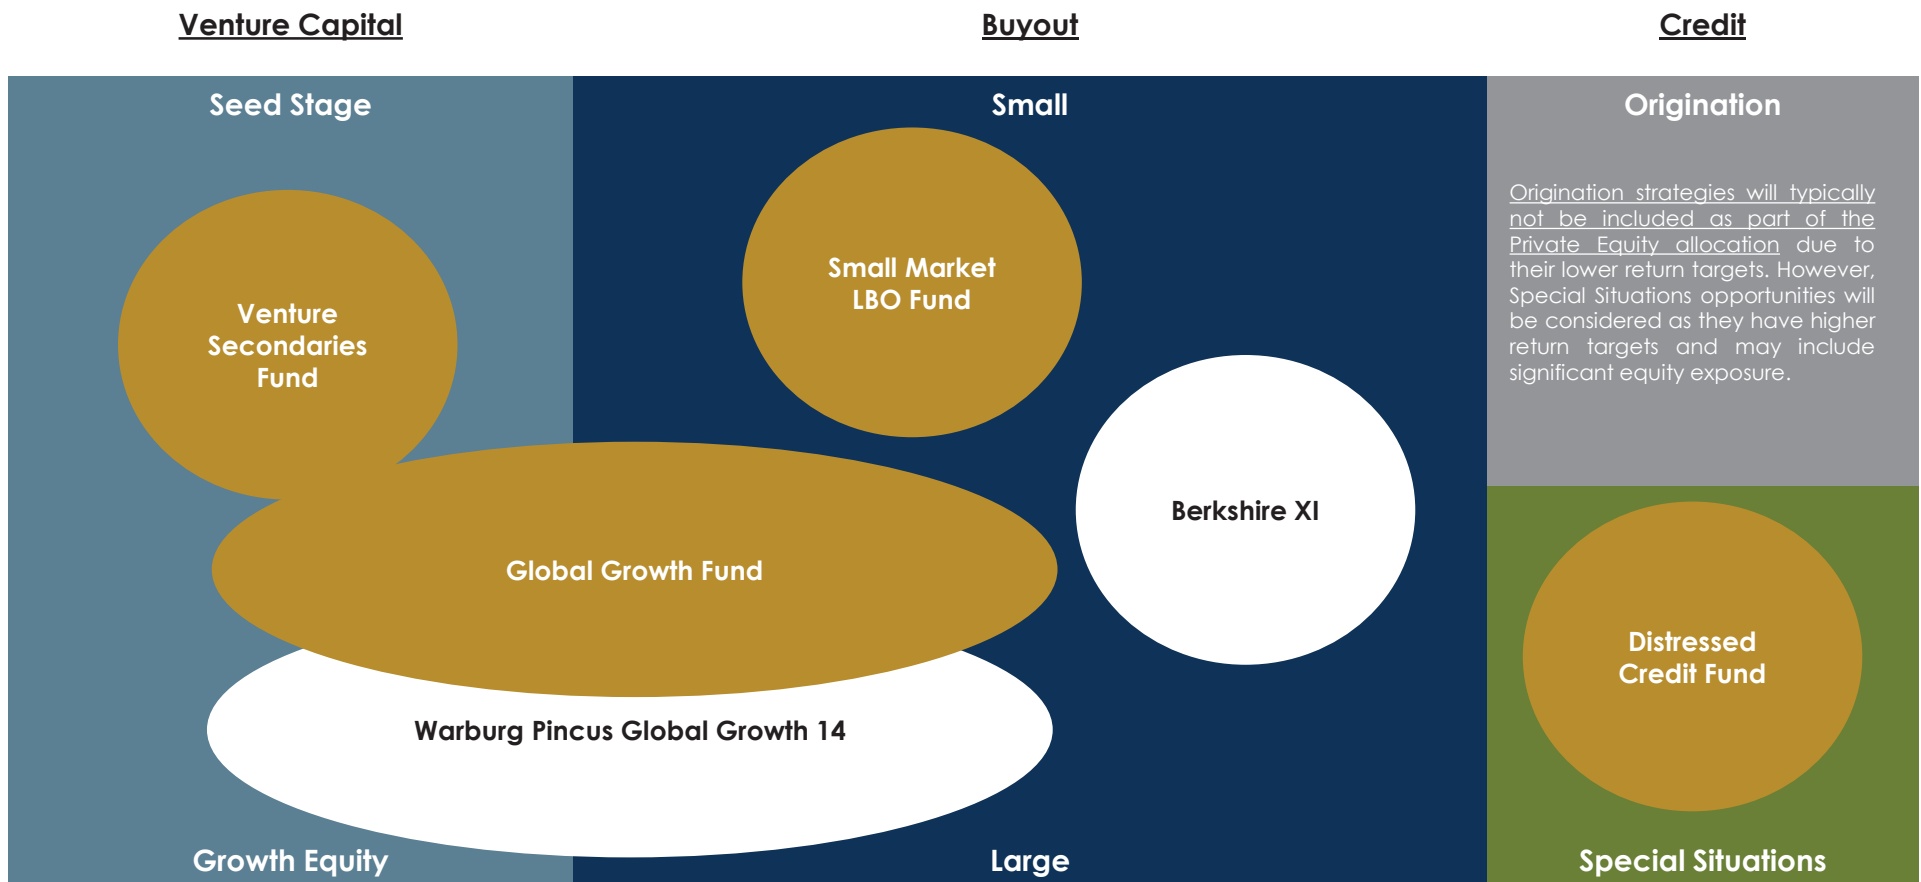 Venture Capital
Buyout
Credit
Seed Stage
Small
Origination
Origination strategies will typically
not be included as part of the
Private Equity allocation due to
their lower return targets. However,
Special Situations opportunities will
be considered as they have higher
return targets and may include
significant equity exposure.
Small Market
LBO Fund
Venture
Secondaries
Fund
Berkshire XI
Global Growth Fund
Distressed
Credit Fund
Warburg Pincus Global Growth 14
Growth Equity
Large
Special Situations